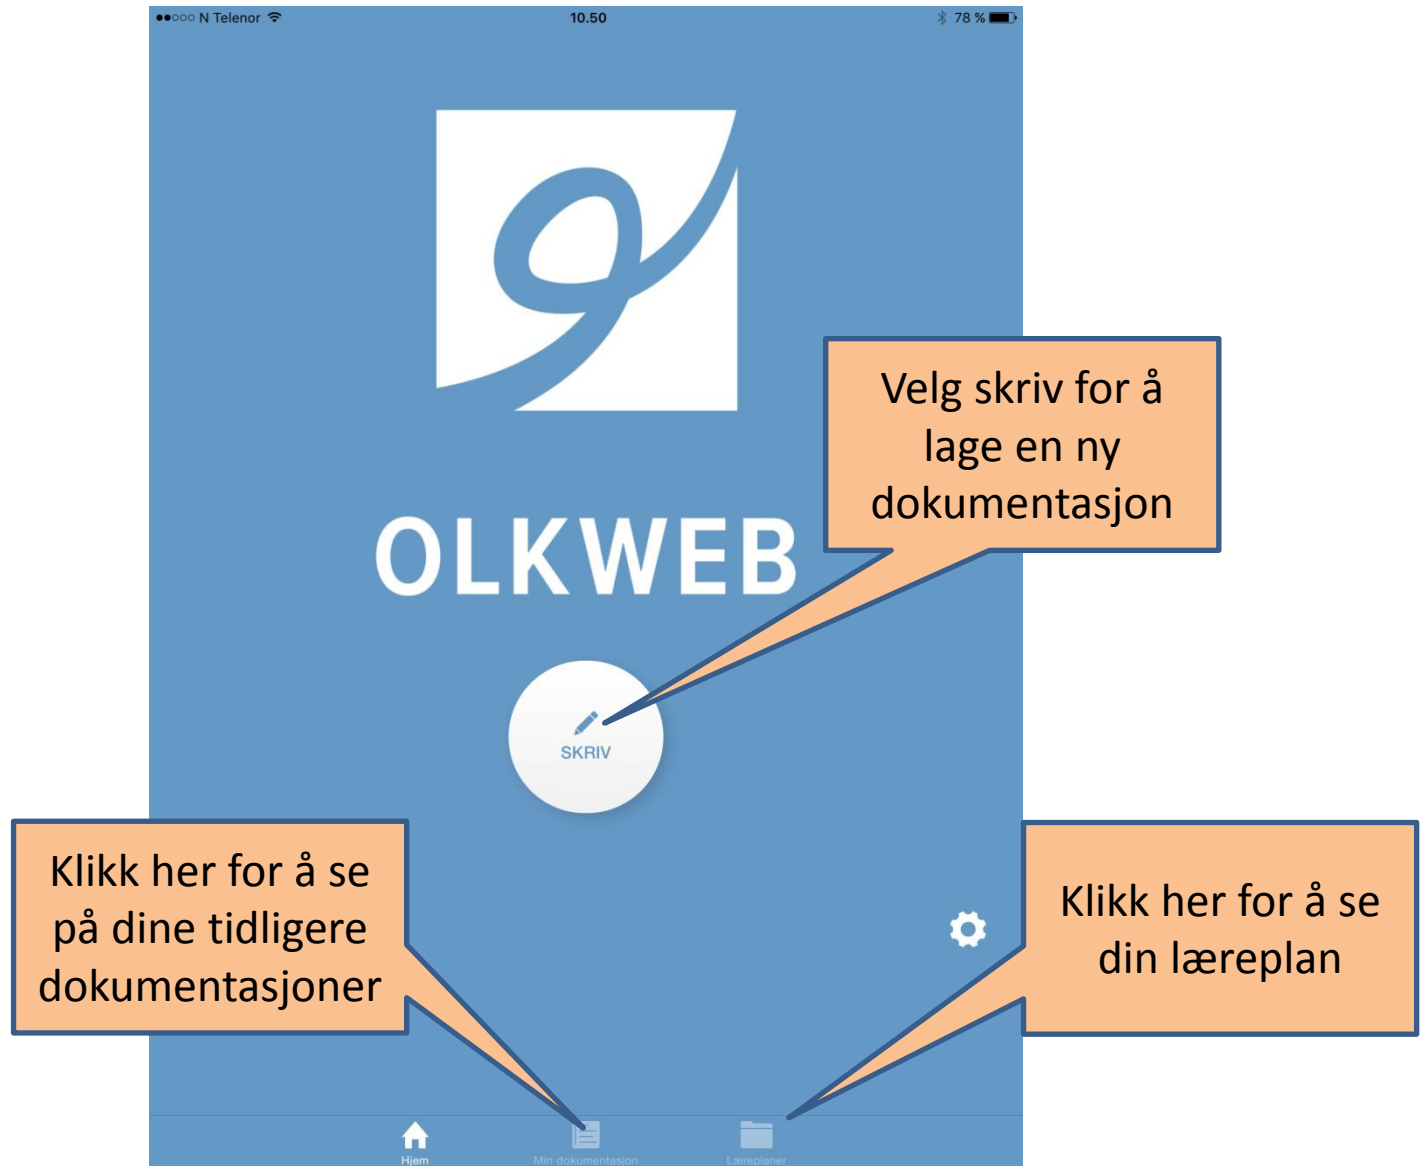 N Telenor 10.50 78 %
OLKWEB
Velg skriv for å
lage en ny
dokumentasjon
SKRIV
Klikk her for å se
på dine tidligere
dokumentasjoner
Klikk her for å se
din læreplan
Hjem Min dokumentasjon Læreplaner